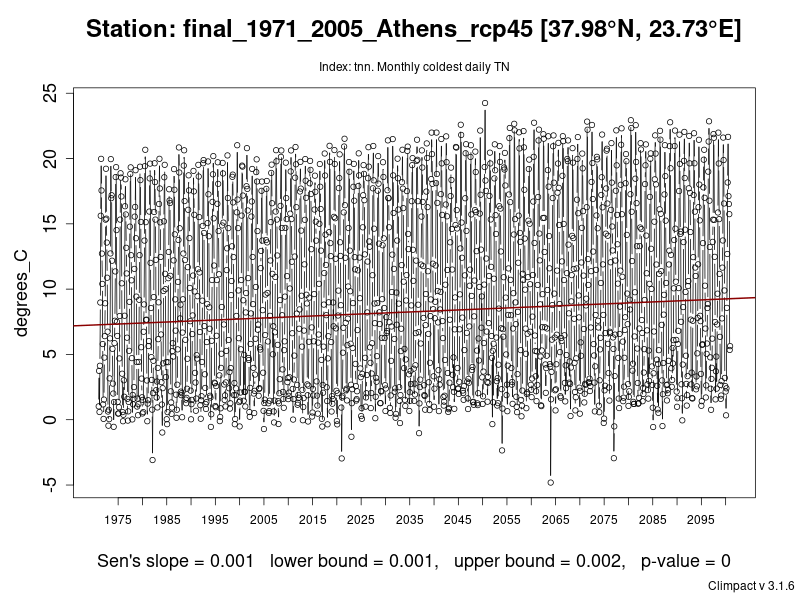 Station: final_1971_2005_Athens_rcp45 [37.98°N, 23.73°E]
Index: tnn. Monthly coldest daily TN
degrees_C
25
20
15
10
5
0
-5
1975 1985 1995 2005 2015 2025 2035 2045 2055 2065 2075 2085 2095
Sen's slope = 0.001 lower bound = 0.001, upper bound = 0.002, p-value = 0
Climpact v 3.1.6